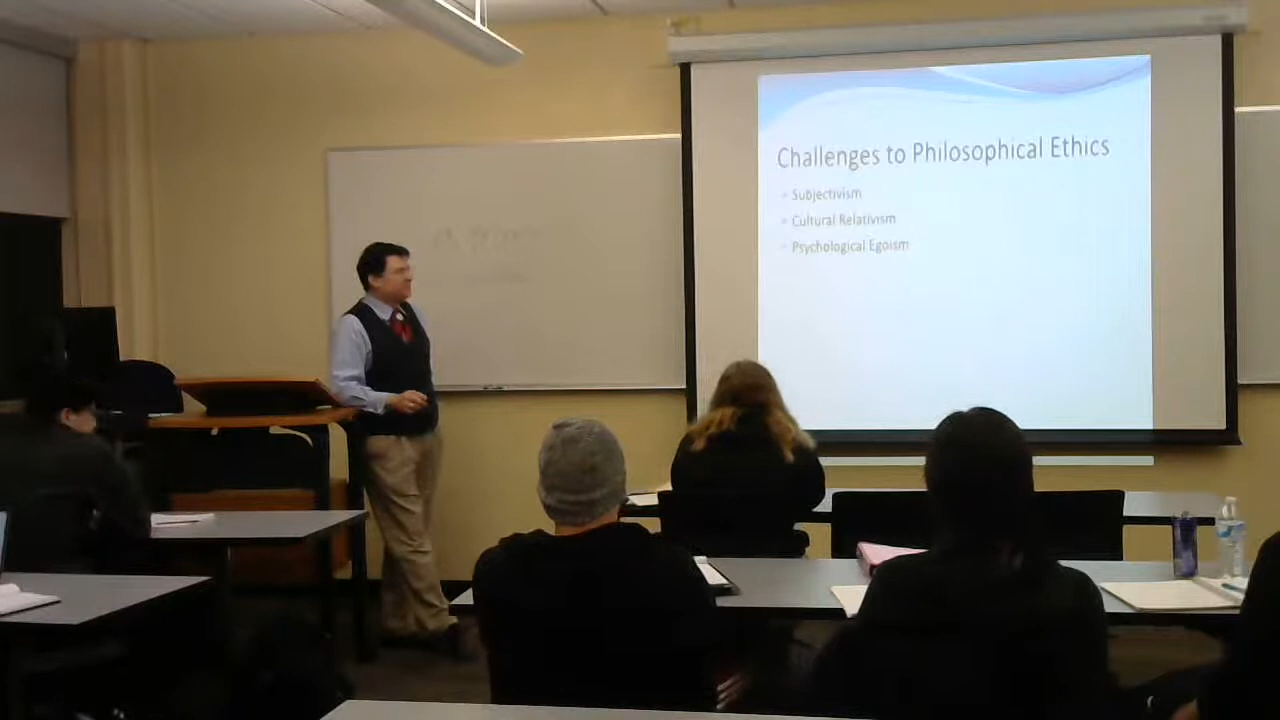 Challenges to Philosophical Ethics
Subjectivism
Cultural Relativism
Psychological Egoism